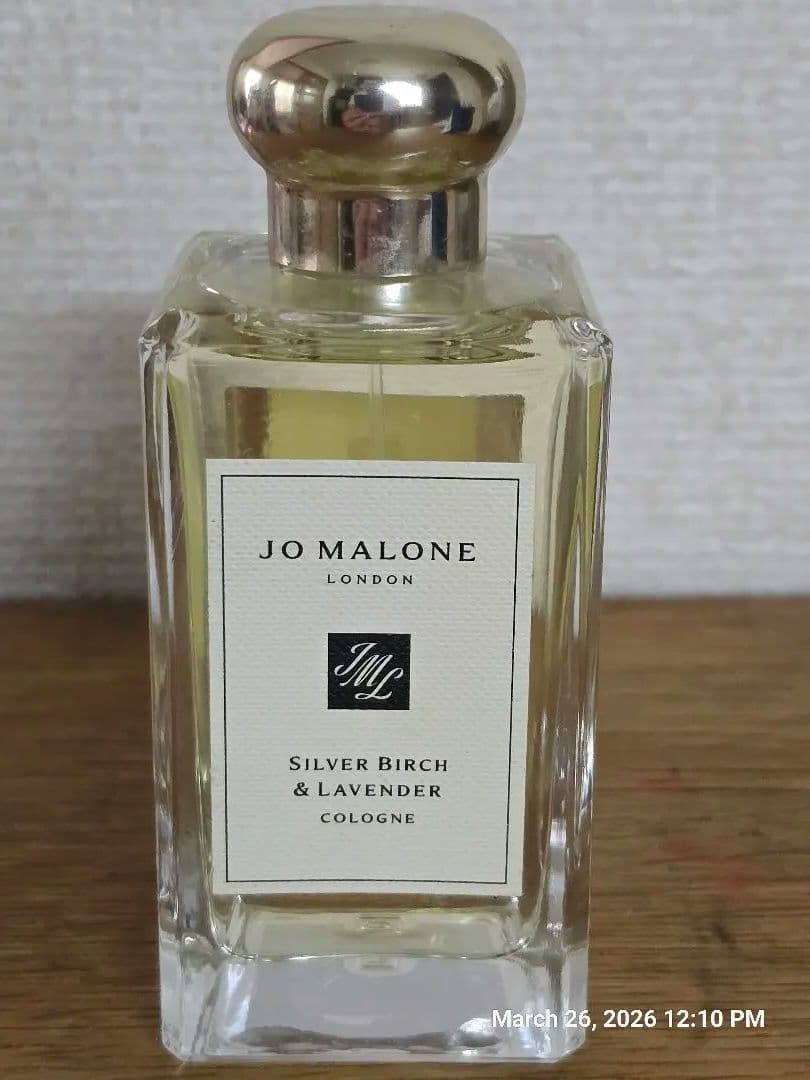 JO MALONE
LONDON
JML
SILVER BIRCH
& LAVENDER
COLOGNE
March 26, 2026 12:10 PM